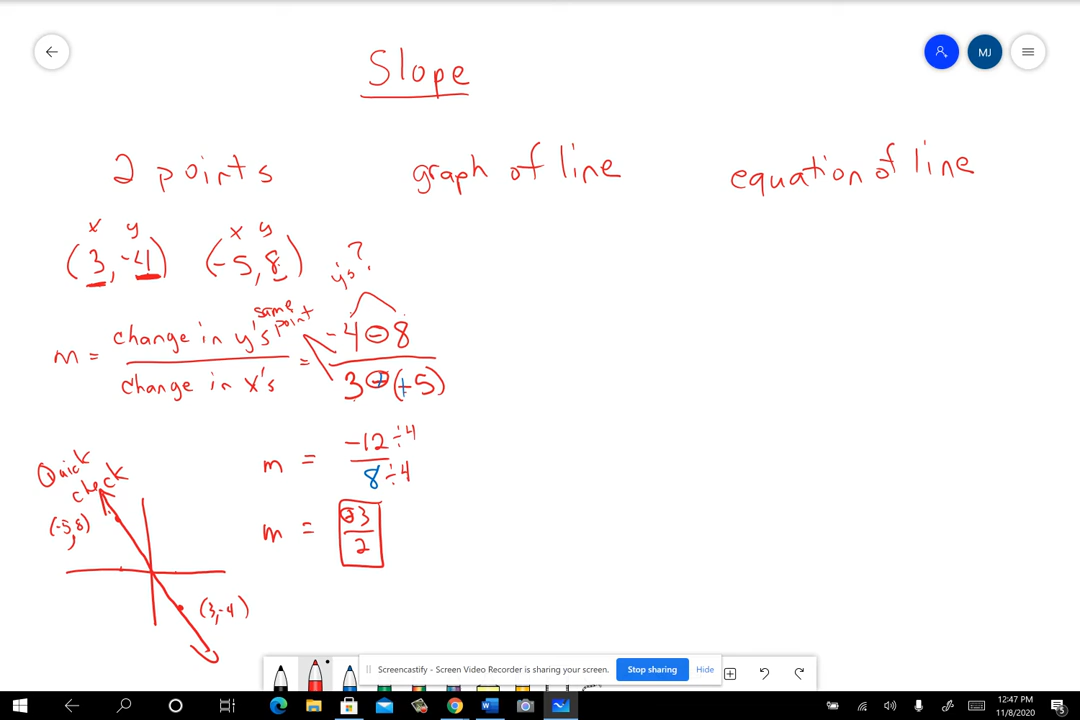 MJ
Slope
2 points
graph of line
equation of line
x y
x y
(3, -4) (-5, 8)
y's?
same point
m = change in y's / change in x's = -4 - 8 / 3 + (+5)
m = -12 ÷4 / 8 ÷4
m = -3 / 2
Quick check
(-5,8)
(3,-4)
Screencastify - Screen Video Recorder is sharing your screen.
Stop sharing
Hide
12:47 PM
11/8/2020
5